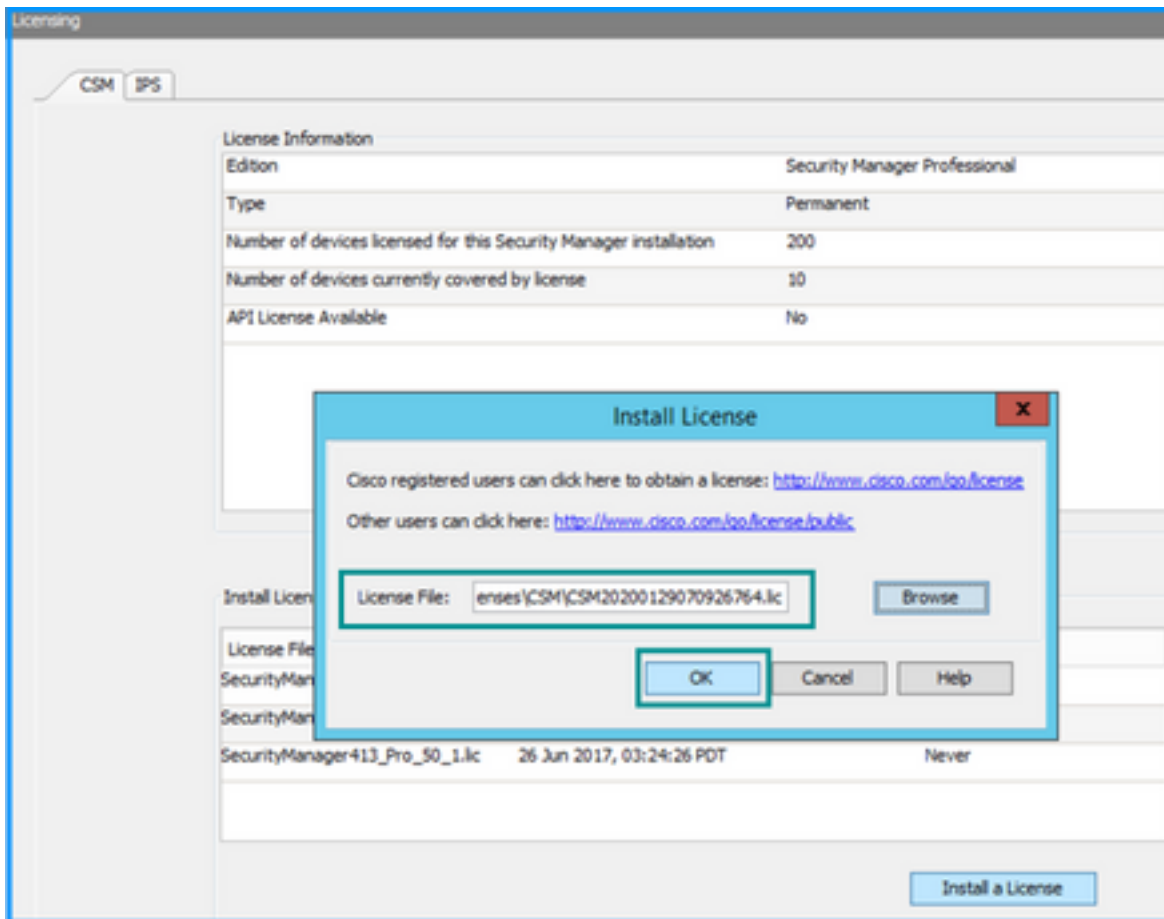 Licensing
CSM IPS
License Information
Edition Security Manager Professional
Type Permanent
Number of devices licensed for this Security Manager installation 200
Number of devices currently covered by license 10
API License Available No
Install License
x
Cisco registered users can click here to obtain a license: http://www.cisco.com/go/license
Other users can click here: http://www.cisco.com/go/license/public
Install Licen
License File: enses\CSM\CSM20200129070926764.lic Browse
License File
SecurityMan
OK Cancel Help
SecurityMan
SecurityManager413_Pro_50_1.lic 26 Jun 2017, 03:24:26 PDT Never
Install a License